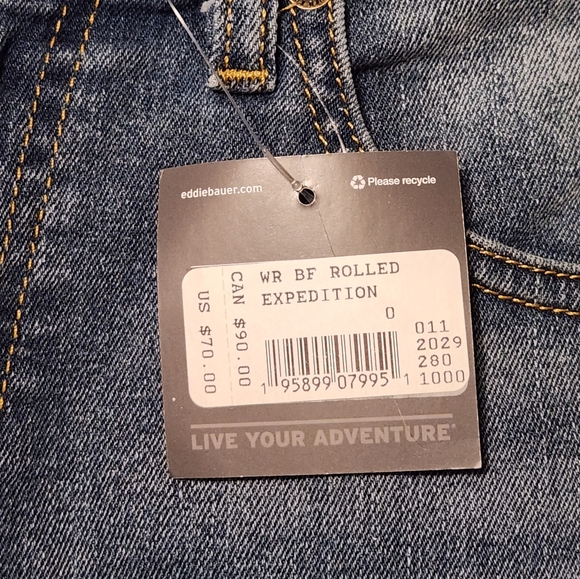 eddiebauer.com
Please recycle
WR BF ROLLED
EXPEDITION
0
011
2029
280
1000
1 95899 07995 1
CAN $90.00
US $70.00
LIVE YOUR ADVENTURE®